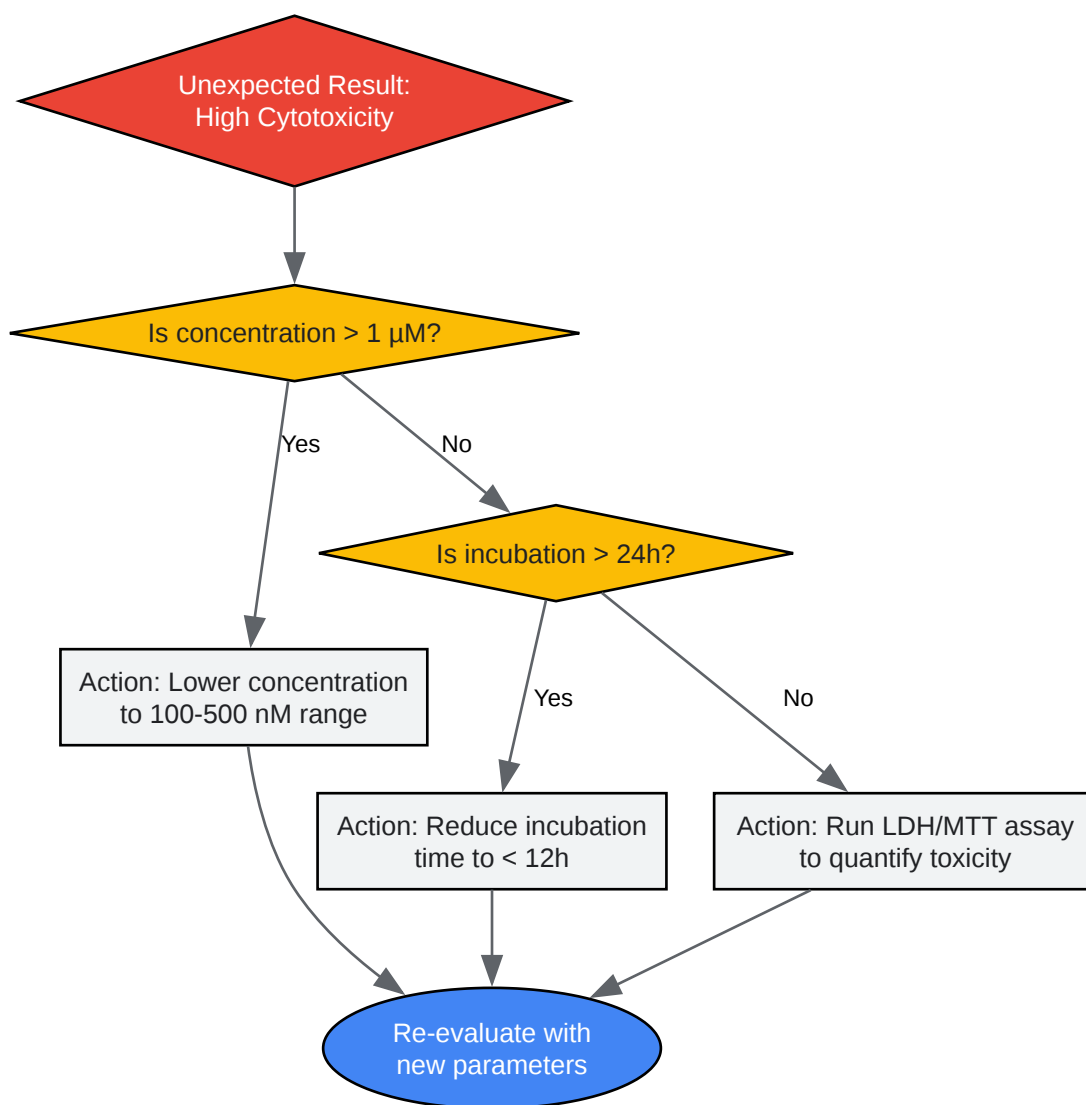 Unexpected Result:
High Cytotoxicity
Is concentration > 1 µM?
Yes
No
Is incubation > 24h?
Action: Lower concentration
to 100-500 nM range
Yes
No
Action: Reduce incubation
time to < 12h
Action: Run LDH/MTT assay
to quantify toxicity
Re-evaluate with
new parameters